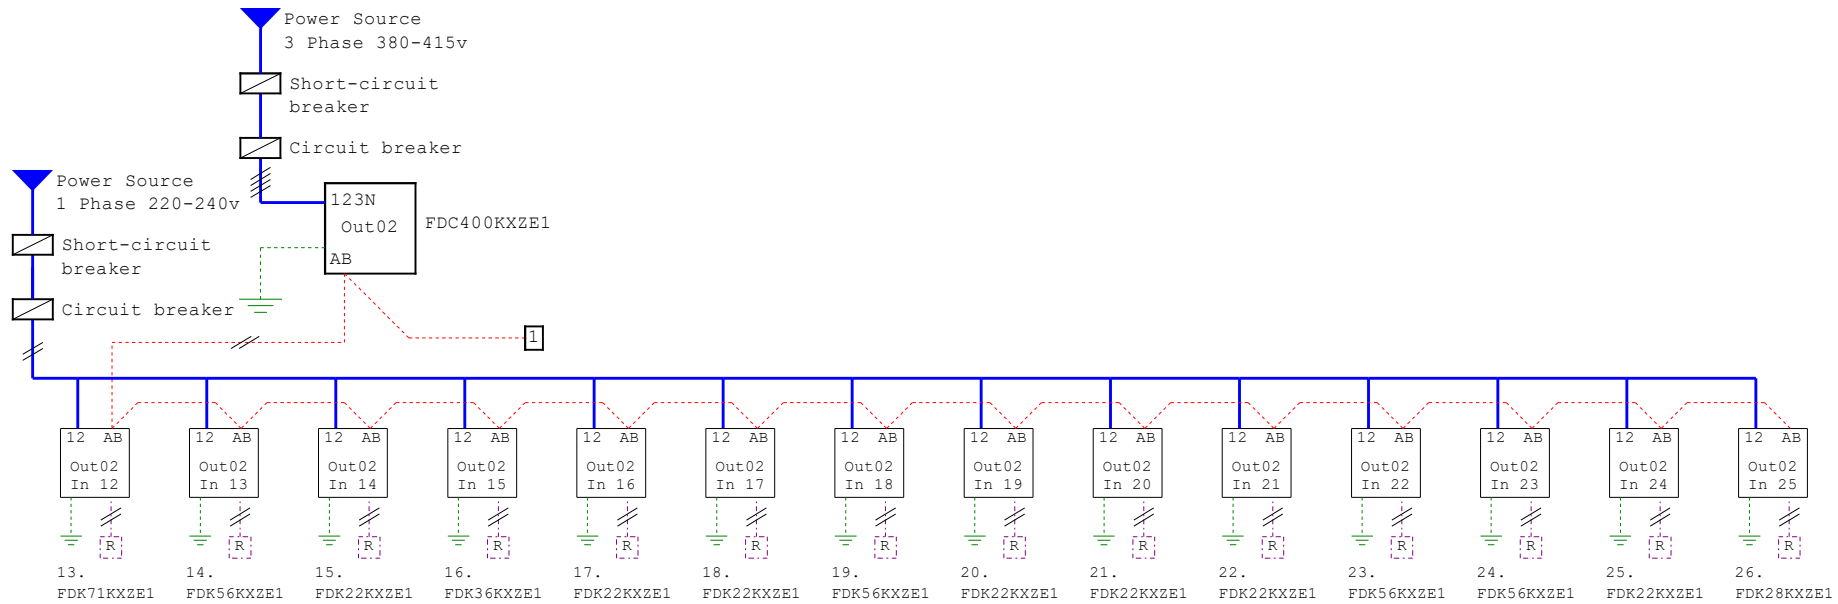 Power Source
3 Phase 380-415v
Short-circuit
breaker
Circuit breaker
Power Source
1 Phase 220-240v
123N
Out02
FDC400KXZE1
AB
Short-circuit
breaker
Circuit breaker
1
12 AB 12 AB 12 AB 12 AB 12 AB 12 AB 12 AB 12 AB 12 AB 12 AB 12 AB 12 AB 12 AB 12 AB
Out02 Out02 Out02 Out02 Out02 Out02 Out02 Out02 Out02 Out02 Out02 Out02 Out02 Out02
In 12 In 13 In 14 In 15 In 16 In 17 In 18 In 19 In 20 In 21 In 22 In 23 In 24 In 25
R R R R R R R R R R R R R R
13. 14. 15. 16. 17. 18. 19. 20. 21. 22. 23. 24. 25. 26.
FDK71KXZE1 FDK56KXZE1 FDK22KXZE1 FDK36KXZE1 FDK22KXZE1 FDK22KXZE1 FDK56KXZE1 FDK22KXZE1 FDK22KXZE1 FDK22KXZE1 FDK56KXZE1 FDK56KXZE1 FDK22KXZE1 FDK28KXZE1